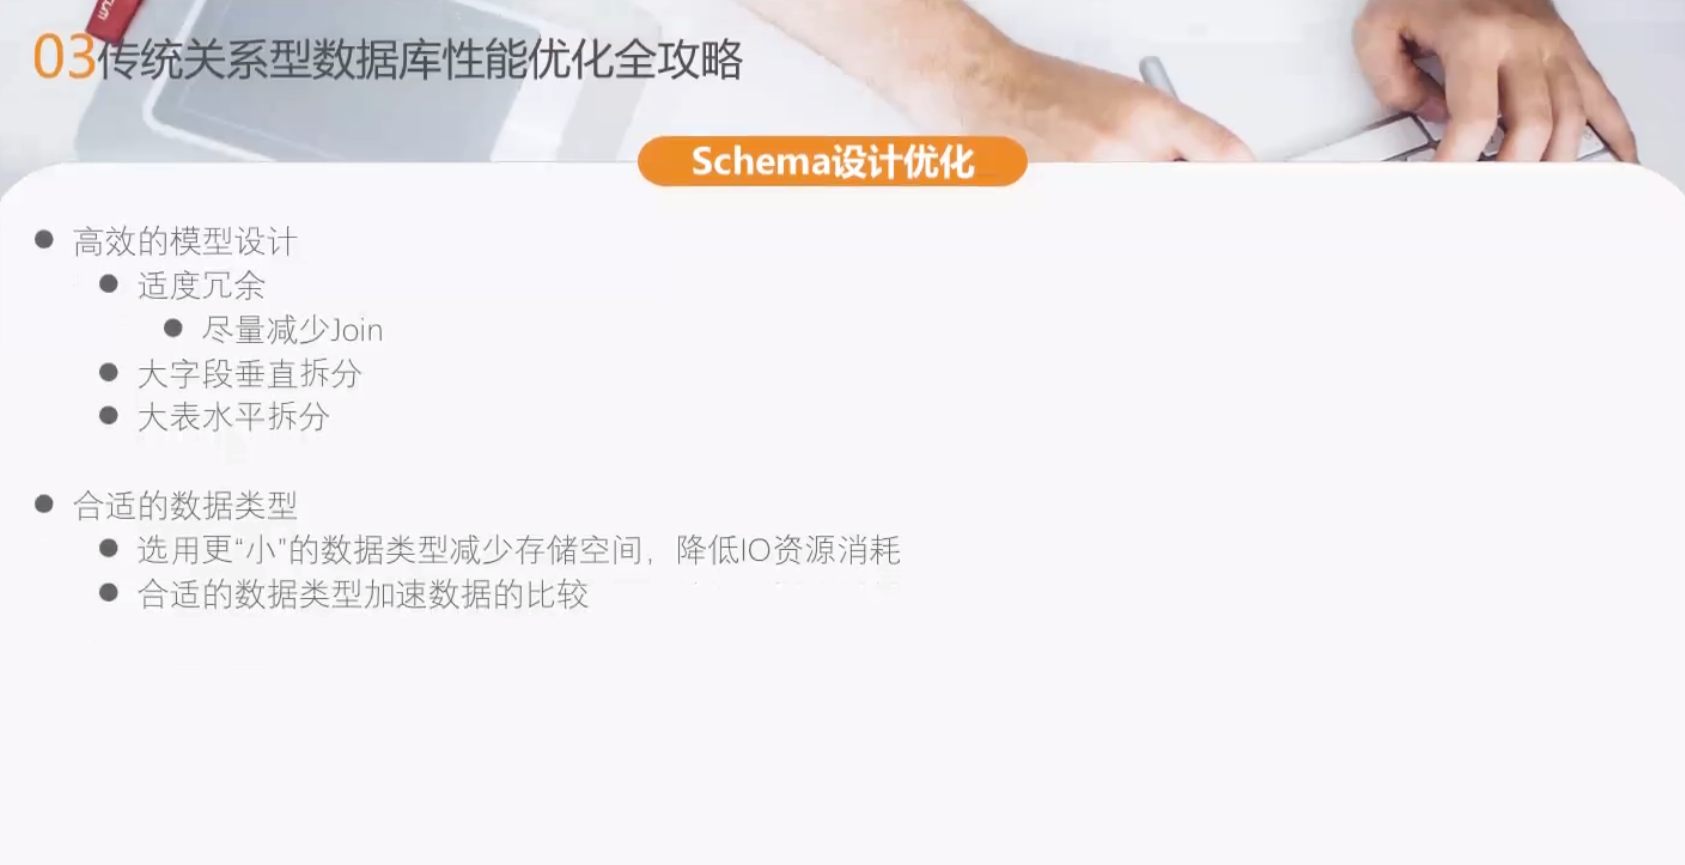 03传统关系型数据库性能优化全攻略
Schema设计优化
高效的模型设计
适度冗余
尽量减少Join
大字段垂直拆分
大表水平拆分
合适的数据类型
选用更“小”的数据类型减少存储空间，降低IO资源消耗
合适的数据类型加速数据的比较